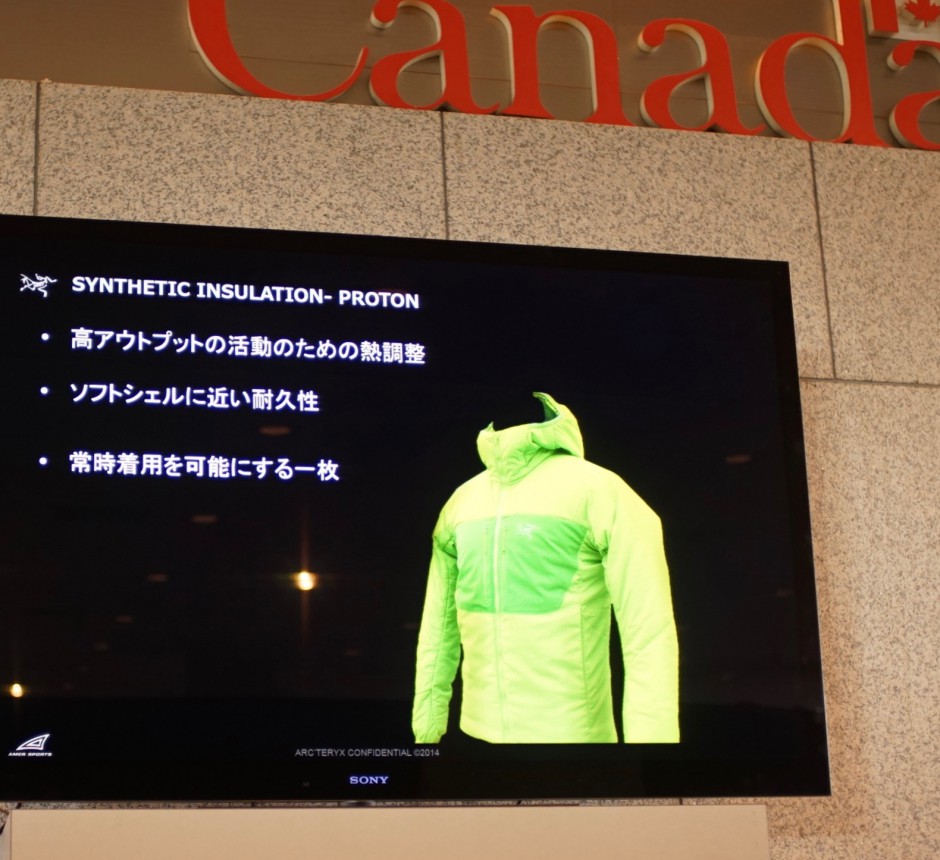 Canada
SYNTHETIC INSULATION- PROTON
• 高アウトプットの活動のための熱調整
• ソフトシェルに近い耐久性
• 常時着用を可能にする一枚
AMER SPORTS
ARC'TERYX CONFIDENTIAL ©2014
SONY